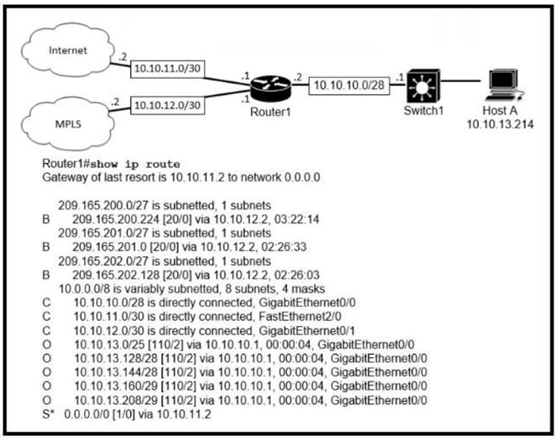 Internet
.2
10.10.11.0/30
.1
.2
10.10.10.0/28
.1
.2
10.10.12.0/30
.1
MPLS
Router1
Switch1
Host A
10.10.13.214
Router1#show ip route
Gateway of last resort is 10.10.11.2 to network 0.0.0.0
209.165.200.0/27 is subnetted, 1 subnets
B 209.165.200.224 [20/0] via 10.10.12.2, 03:22:14
209.165.201.0/27 is subnetted, 1 subnets
B 209.165.201.0 [20/0] via 10.10.12.2, 02:26:33
209.165.202.0/27 is subnetted, 1 subnets
B 209.165.202.128 [20/0] via 10.10.12.2, 02:26:03
10.0.0.0/8 is variably subnetted, 8 subnets, 4 masks
C 10.10.10.0/28 is directly connected, GigabitEthernet0/0
C 10.10.11.0/30 is directly connected, FastEthernet2/0
C 10.10.12.0/30 is directly connected, GigabitEthernet0/1
O 10.10.13.0/25 [110/2] via 10.10.10.1, 00:00:04, GigabitEthernet0/0
O 10.10.13.128/28 [110/2] via 10.10.10.1, 00:00:04, GigabitEthernet0/0
O 10.10.13.144/28 [110/2] via 10.10.10.1, 00:00:04, GigabitEthernet0/0
O 10.10.13.160/29 [110/2] via 10.10.10.1, 00:00:04, GigabitEthernet0/0
O 10.10.13.208/29 [110/2] via 10.10.10.1, 00:00:04, GigabitEthernet0/0
S* 0.0.0.0/0 [1/0] via 10.10.11.2